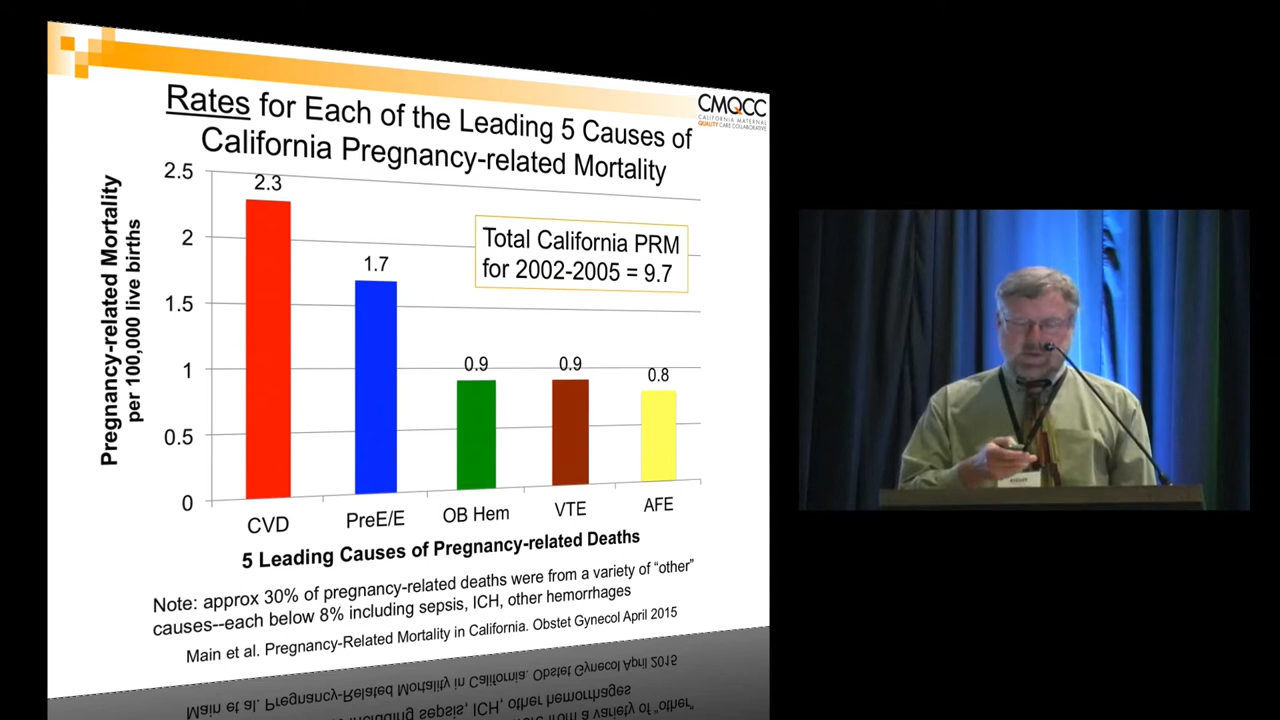 CMQCC
CALIFORNIA MATERNAL
QUALITY CARE COLLABORATIVE
Rates for Each of the Leading 5 Causes of
California Pregnancy-related Mortality
Pregnancy-related Mortality
per 100,000 live births
2.5
2
1.5
1
0.5
0
2.3
1.7
0.9
0.9
0.8
Total California PRM
for 2002-2005 = 9.7
CVD
PreE/E
OB Hem
VTE
AFE
5 Leading Causes of Pregnancy-related Deaths
Note: approx 30% of pregnancy-related deaths were from a variety of “other”
causes--each below 8% including sepsis, ICH, other hemorrhages
Main et al. Pregnancy-Related Mortality in California. Obstet Gynecol April 2015